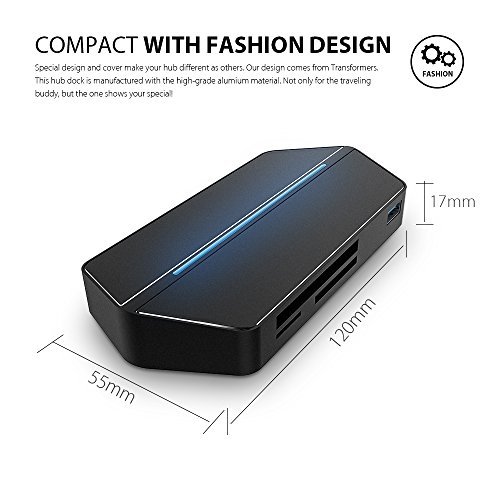 COMPACT WITH FASHION DESIGN
Special design and cover make your hub different as others. Our design comes from Transformers.
This hub dock is manufactured with the high-grade alumium material. Not only for the traveling
buddy, but the one shows your special!
FASHION
17mm
120mm
55mm